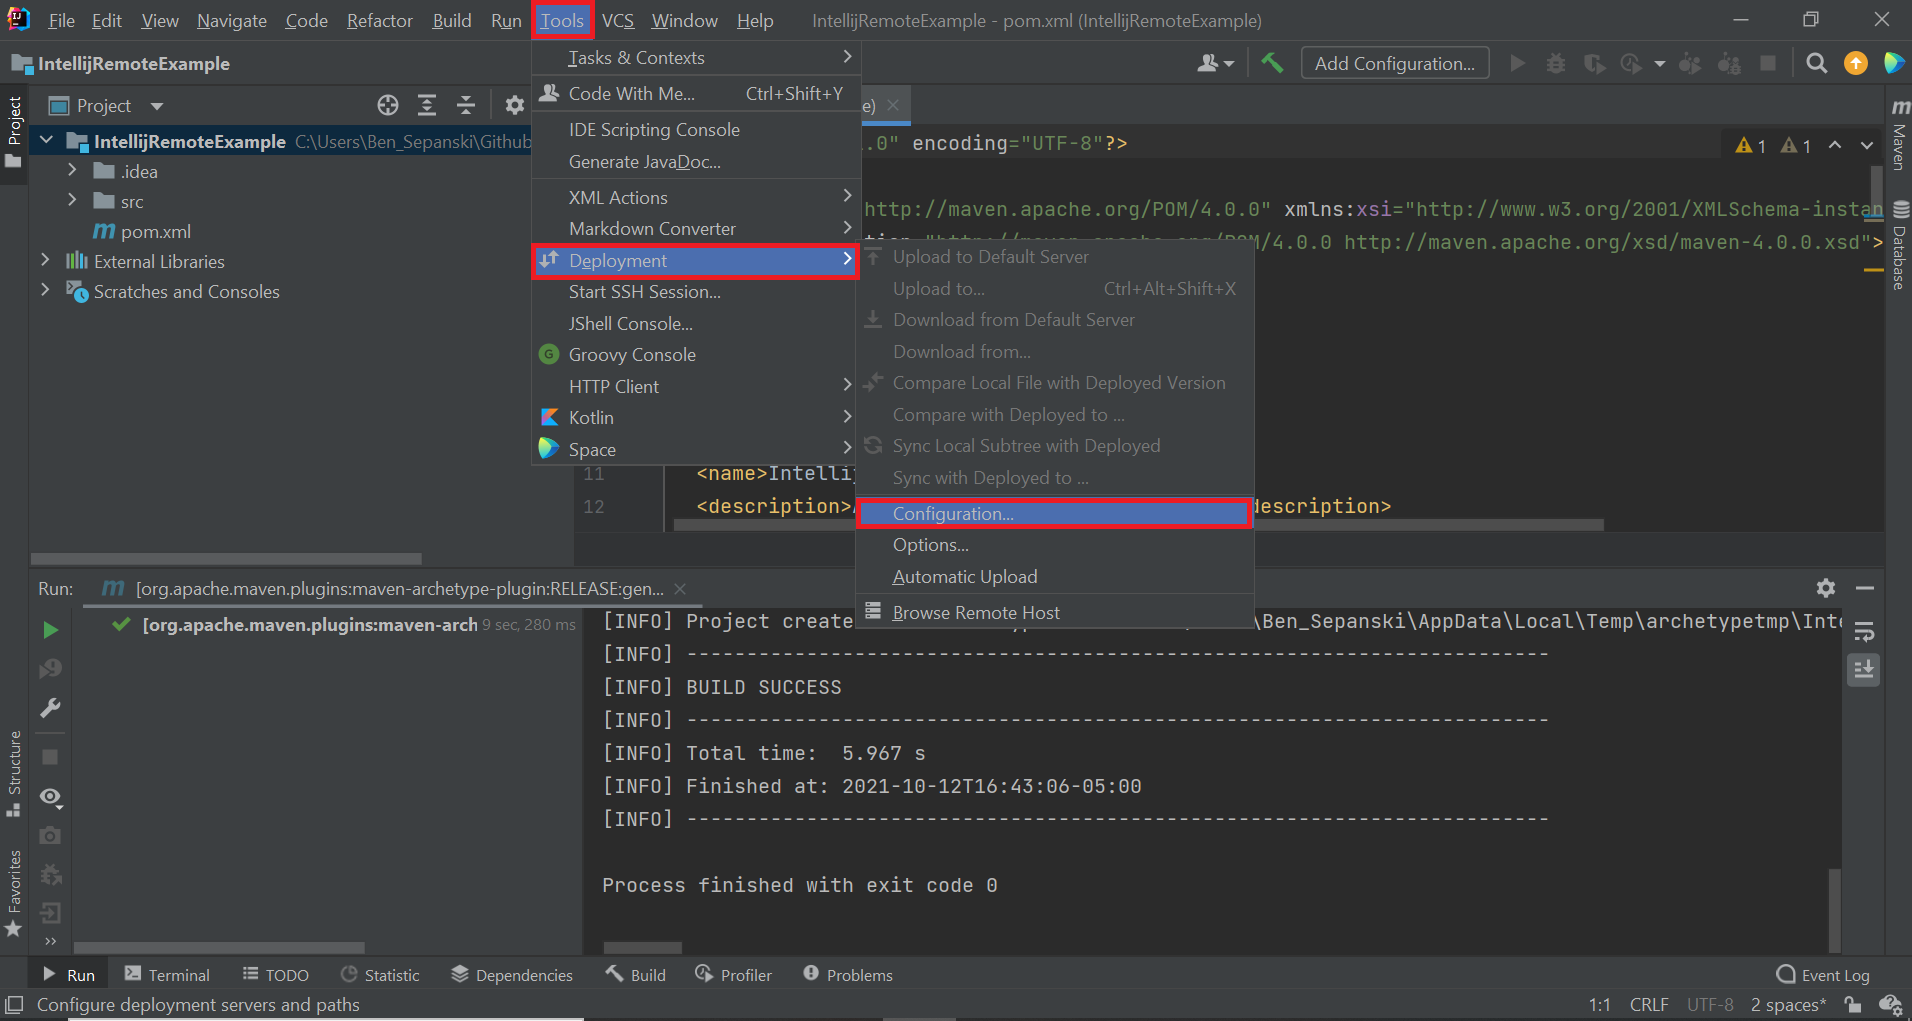 File Edit View Navigate Code Refactor Build Run Tools VCS Window Help IntellijRemoteExample - pom.xml (IntellijRemoteExample)
IntellijRemoteExample
Add Configuration...
Project
Project
IntellijRemoteExample C:\Users\Ben_Sepanski\Github
.idea
src
pom.xml
External Libraries
Scratches and Consoles
Tasks & Contexts
Code With Me... Ctrl+Shift+Y
IDE Scripting Console
Generate JavaDoc...
XML Actions
Markdown Converter
Deployment
Start SSH Session...
JShell Console...
Groovy Console
HTTP Client
Kotlin
Space
Upload to Default Server
Upload to... Ctrl+Alt+Shift+X
Download from Default Server
Download from...
Compare Local File with Deployed Version
Compare with Deployed to ...
Sync Local Subtree with Deployed
Sync with Deployed to ...
Configuration...
Options...
Automatic Upload
Browse Remote Host
e)
.0" encoding="UTF-8"?>
1 1
http://maven.apache.org/POM/4.0.0" xmlns:xsi="http://www.w3.org/2001/XMLSchema-instan
/4.0.0 http://maven.apache.org/xsd/maven-4.0.0.xsd">
11 <name>Intellij
12 <description> description>
Maven
Database
Run: [org.apache.maven.plugins:maven-archetype-plugin:RELEASE:gen...
[org.apache.maven.plugins:maven-arch 9 sec, 280 ms
[INFO] Project create \Ben_Sepanski\AppData\Local\Temp\archetypetmp\Inte
[INFO] ------------------------------------------------------------------------
[INFO] BUILD SUCCESS
[INFO] ------------------------------------------------------------------------
[INFO] Total time:  5.967 s
[INFO] Finished at: 2021-10-12T16:43:06-05:00
[INFO] ------------------------------------------------------------------------
Process finished with exit code 0
Structure
Favorites
Run Terminal TODO Statistic Dependencies Build Profiler Problems Event Log
Configure deployment servers and paths 1:1 CRLF UTF-8 2 spaces*